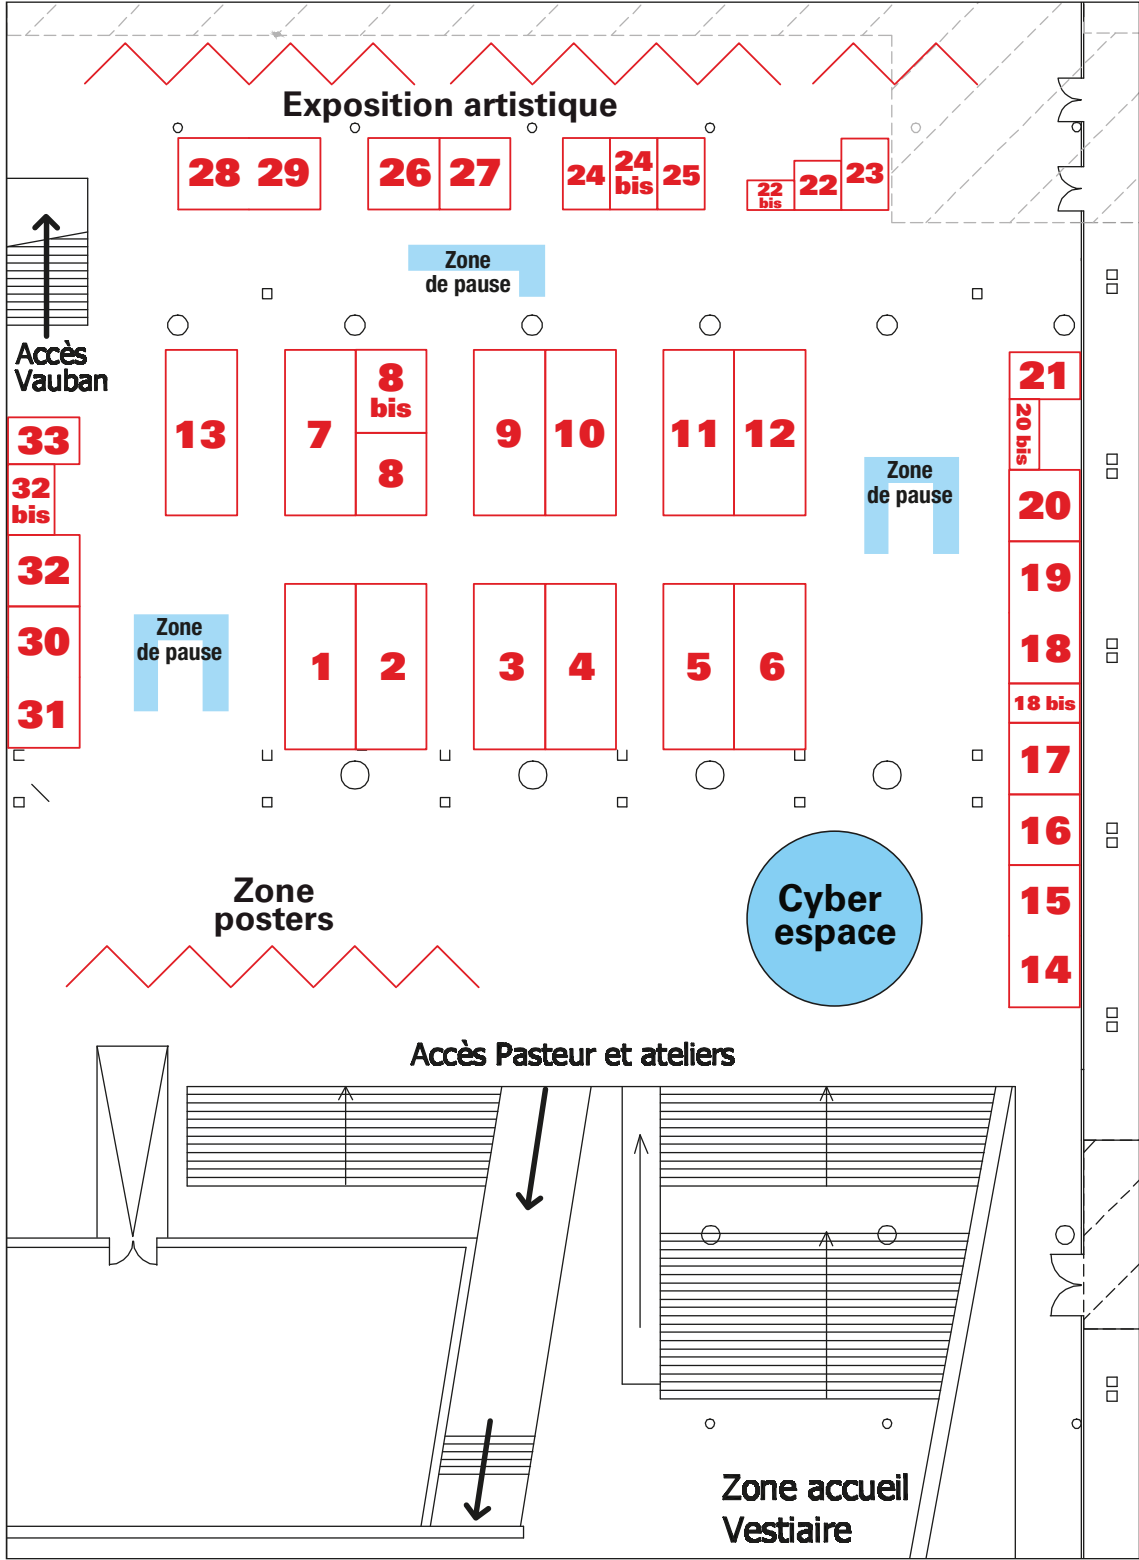 Exposition artistique
28 29 26 27 24 24 bis 25 22 bis 22 23
Zone
de pause
Accès
Vauban
13 7 8 bis 8 9 10 11 12
21
20 bis
20
19
18
18 bis
17
16
15
14
33
32 bis
32
30
31
Zone
de pause
Zone
de pause
1 2 3 4 5 6
Zone
posters
Cyber
espace
Accès Pasteur et ateliers
Zone accueil
Vestiaire